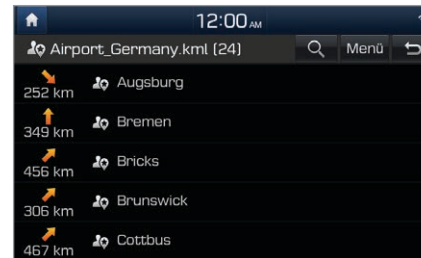 12:00 AM
Airport_Germany.kml (24) Menü
252 km Augsburg
349 km Bremen
456 km Bricks
306 km Brunswick
467 km Cottbus